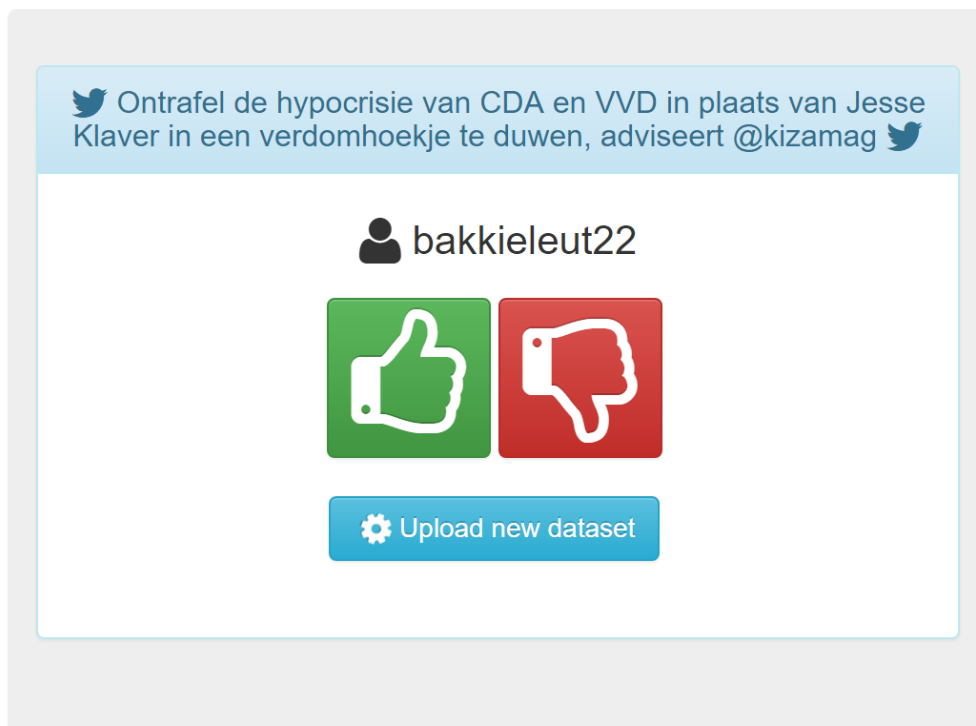 Ontrafel de hypocrisie van CDA en VVD in plaats van Jesse
Klaver in een verdomhoekje te duwen, adviseert @kizamag
bakkieleut22
Upload new dataset